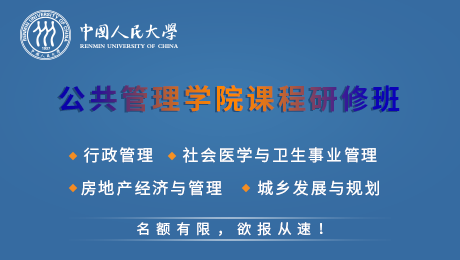 中国人民大学
RENMIN UNIVERSITY OF CHINA
公共管理学院课程研修班
行政管理 社会医学与卫生事业管理
房地产经济与管理 城乡发展与规划
名额有限，欲报从速！